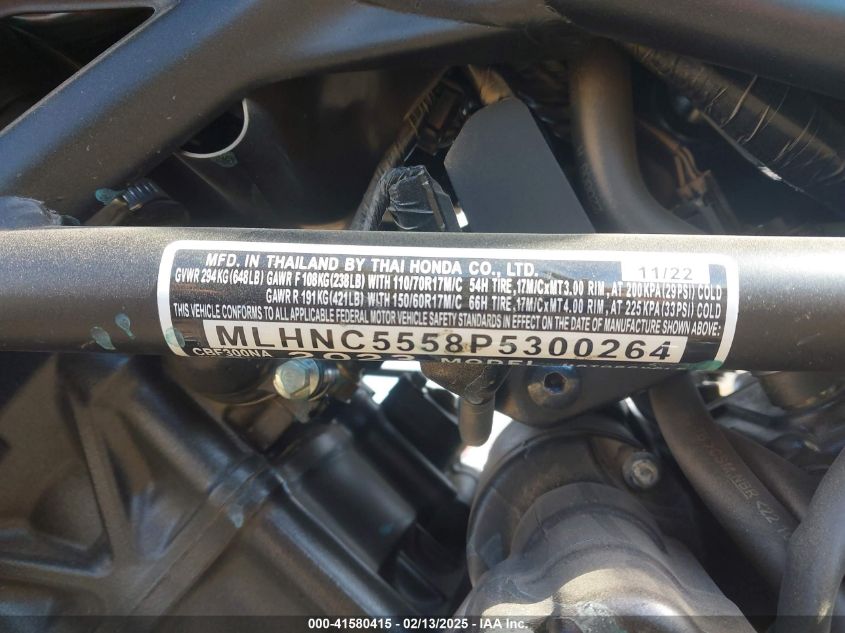 MFD. IN THAILAND BY THAI HONDA CO., LTD. 11/22
GVWR 294KG(648LB) GAWR F 108KG(238LB) WITH 110/70R17M/C 54H TIRE, 17M/CxMT3.00 RIM, AT 200KPA(29PSI) COLD
GAWR R 191KG(421LB) WITH 150/60R17M/C 66H TIRE, 17M/CxMT4.00 RIM, AT 225KPA(33PSI) COLD
THIS VEHICLE CONFORMS TO ALL APPLICABLE FEDERAL MOTOR VEHICLE SAFETY STANDARDS IN EFFECT ON THE DATE OF MANUFACTURE SHOWN ABOVE:
MLHNC5558P5300264
CBF300NA 2023 MODEL
000-41580415 - 02/13/2025 - IAA Inc.